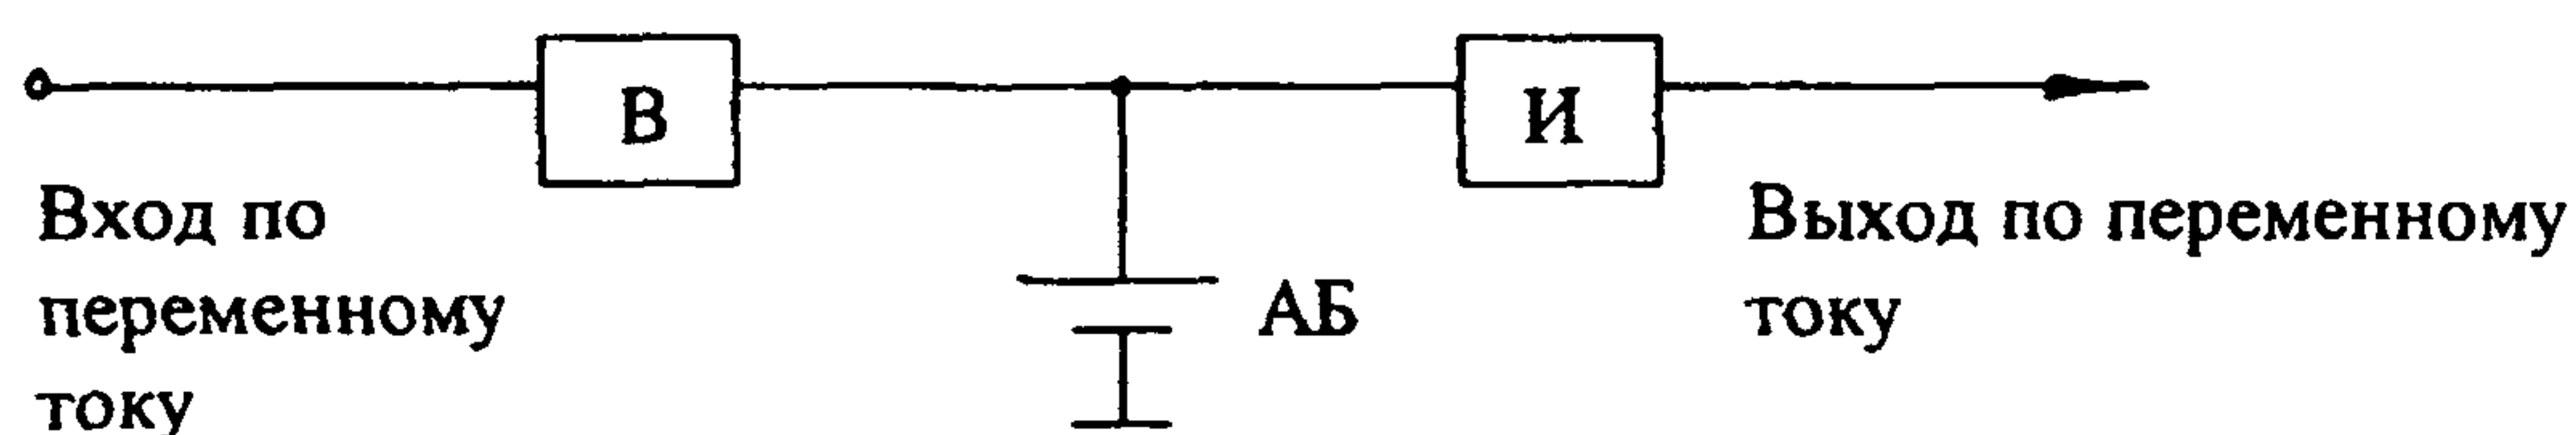 В
И
Вход по
переменному
току
АБ
Выход по переменному
току